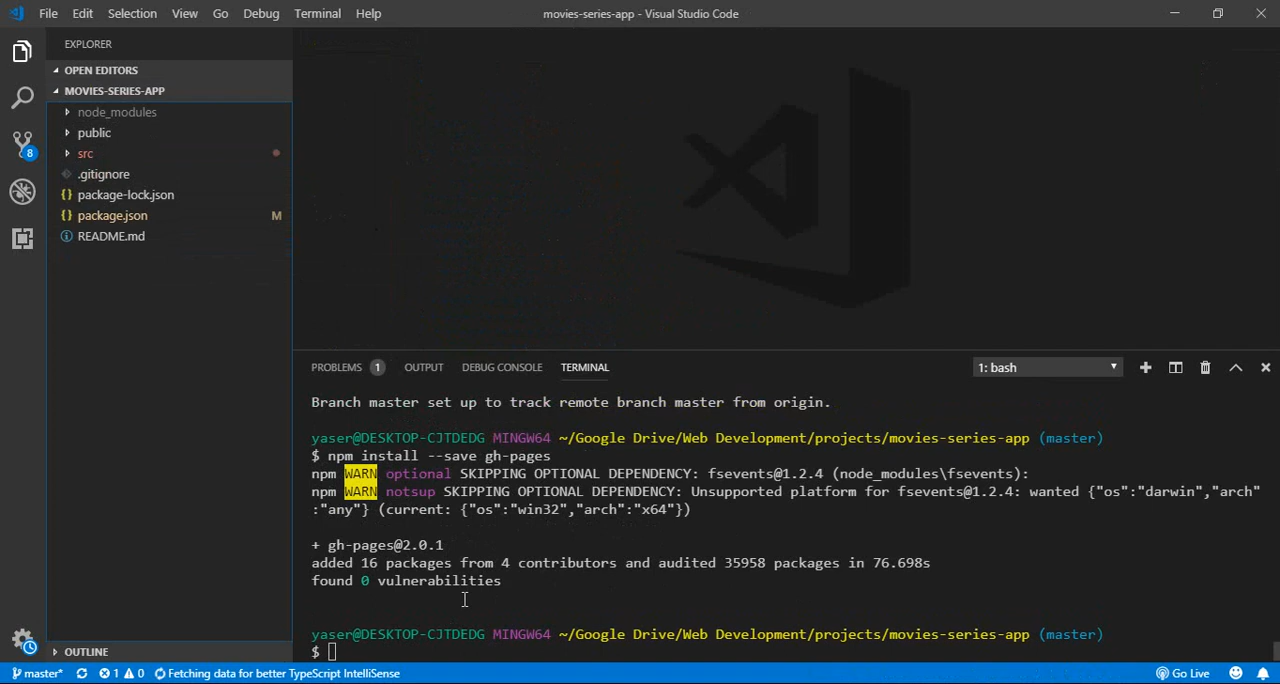 File Edit Selection View Go Debug Terminal Help
movies-series-app - Visual Studio Code
EXPLORER
OPEN EDITORS
MOVIES-SERIES-APP
node_modules
public
src
.gitignore
{} package-lock.json
{} package.json M
README.md
8
OUTLINE
PROBLEMS 1 OUTPUT DEBUG CONSOLE TERMINAL
1: bash
Branch master set up to track remote branch master from origin.
yaser@DESKTOP-CJTDEDG MINGW64 ~/Google Drive/Web Development/projects/movies-series-app (master)
$ npm install --save gh-pages
npm WARN optional SKIPPING OPTIONAL DEPENDENCY: fsevents@1.2.4 (node_modules\fsevents):
npm WARN notsup SKIPPING OPTIONAL DEPENDENCY: Unsupported platform for fsevents@1.2.4: wanted {"os":"darwin","arch"
:"any"} (current: {"os":"win32","arch":"x64"})
+ gh-pages@2.0.1
added 16 packages from 4 contributors and audited 35958 packages in 76.698s
found 0 vulnerabilities
yaser@DESKTOP-CJTDEDG MINGW64 ~/Google Drive/Web Development/projects/movies-series-app (master)
$
master* 1 0 Fetching data for better TypeScript IntelliSense
Go Live